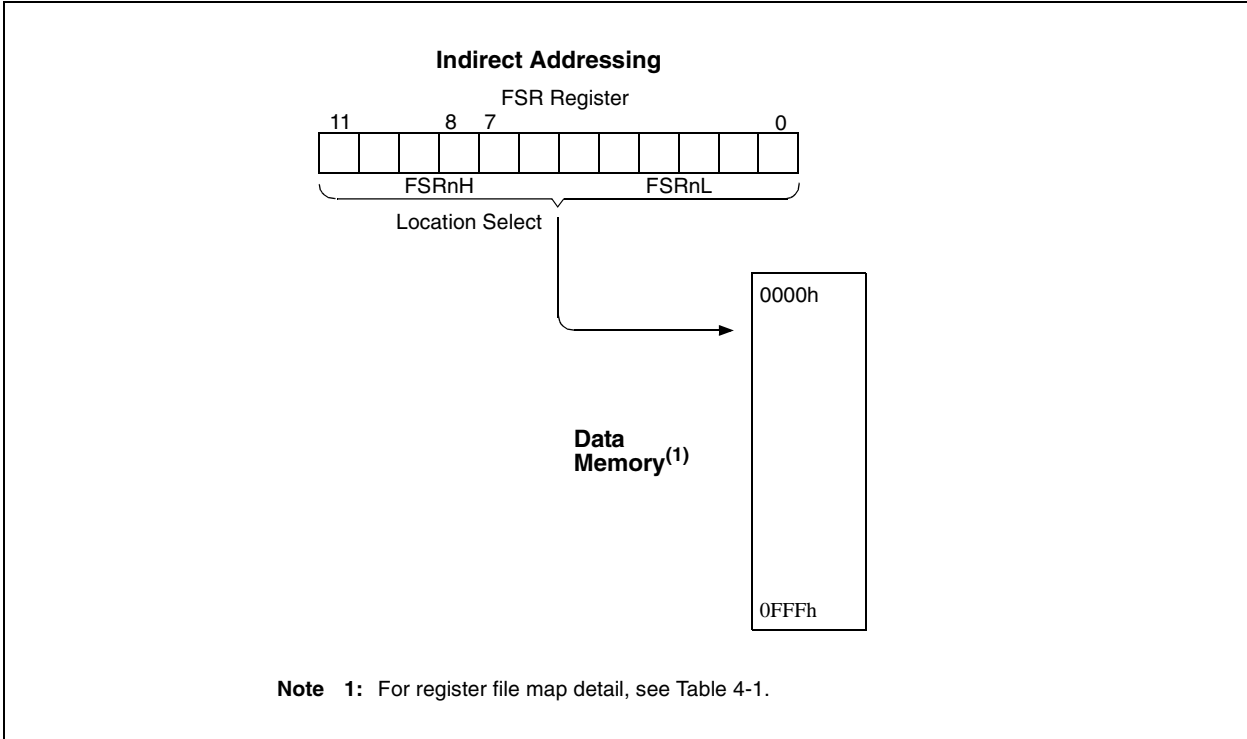 Indirect Addressing
FSR Register
11 8 7 0
FSRnH FSRnL
Location Select
0000h
Data
Memory(1)
0FFFh
Note 1: For register file map detail, see Table 4-1.